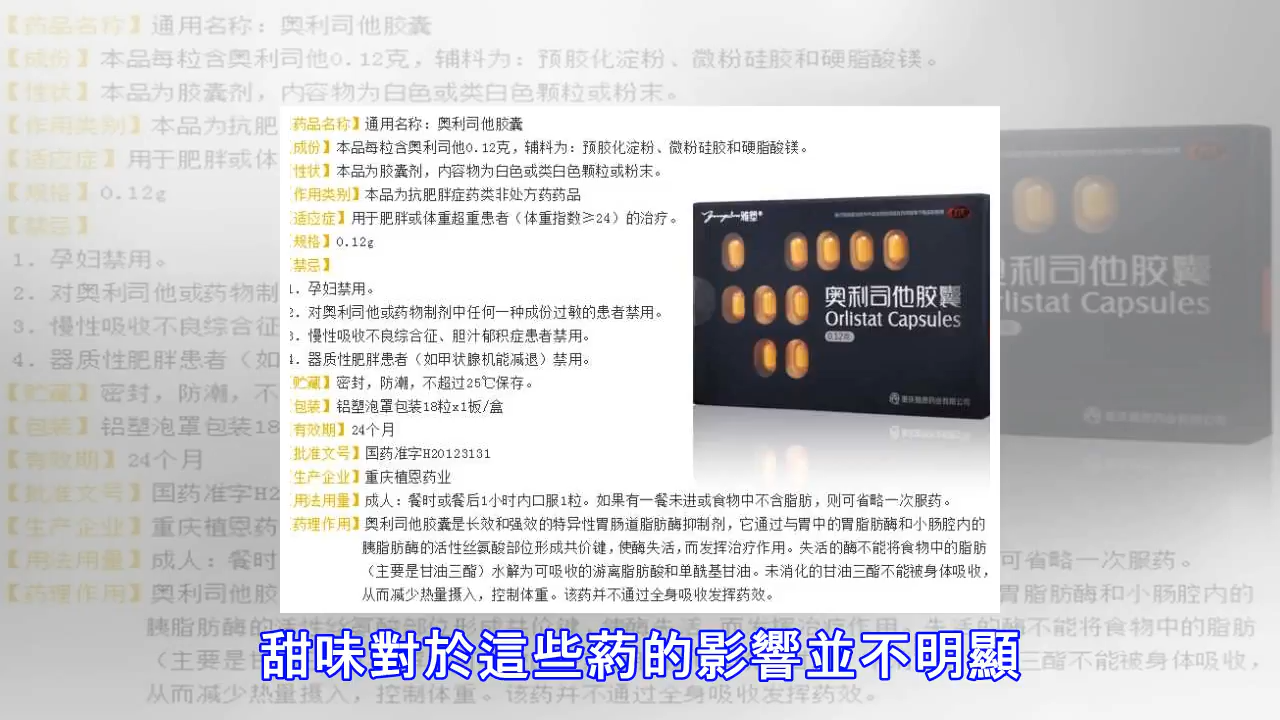 【药品名称】通用名称：奥利司他胶囊
【成份】本品每粒含奥利司他0.12克，辅料为：预胶化淀粉、微粉硅胶和硬脂酸镁。
【性状】本品为胶囊剂，内容物为白色或类白色颗粒或粉末。
【作用类别】本品为抗肥胖症药类非处方药药品
【适应症】用于肥胖或体重超重患者（体重指数≥24）的治疗。
【规格】0.12g
【禁忌】
1. 孕妇禁用。
2. 对奥利司他或药物制剂中任何一种成份过敏的患者禁用。
3. 慢性吸收不良综合征、胆汁郁积症患者禁用。
4. 器质性肥胖患者（如甲状腺机能减退）禁用。
【贮藏】密封，防潮，不超过25℃保存。
【包装】铝塑泡罩包装18粒x1板/盒
【有效期】24个月
【批准文号】国药准字H20123131
【生产企业】重庆植恩药业
【用法用量】成人：餐时或餐后1小时内口服1粒。如果有一餐未进或食物中不含脂肪，则可省略一次服药。
【药理作用】奥利司他胶囊是长效和强效的特异性胃肠道脂肪酶抑制剂，它通过与胃中的胃脂肪酶和小肠腔内的
胰脂肪酶的活性丝氨酸部位形成共价键，使酶失活，而发挥治疗作用。失活的酶不能将食物中的脂肪
（主要是甘油三酯）水解为可吸收的游离脂肪酸和单酰基甘油。未消化的甘油三酯不能被身体吸收，
从而减少热量摄入，控制体重。该药并不通过全身吸收发挥药效。
雅塑®
OTC
奥利司他胶囊
Orlistat Capsules
0.12克
重庆植恩药业有限公司
甜味對於這些药的影響並不明顯